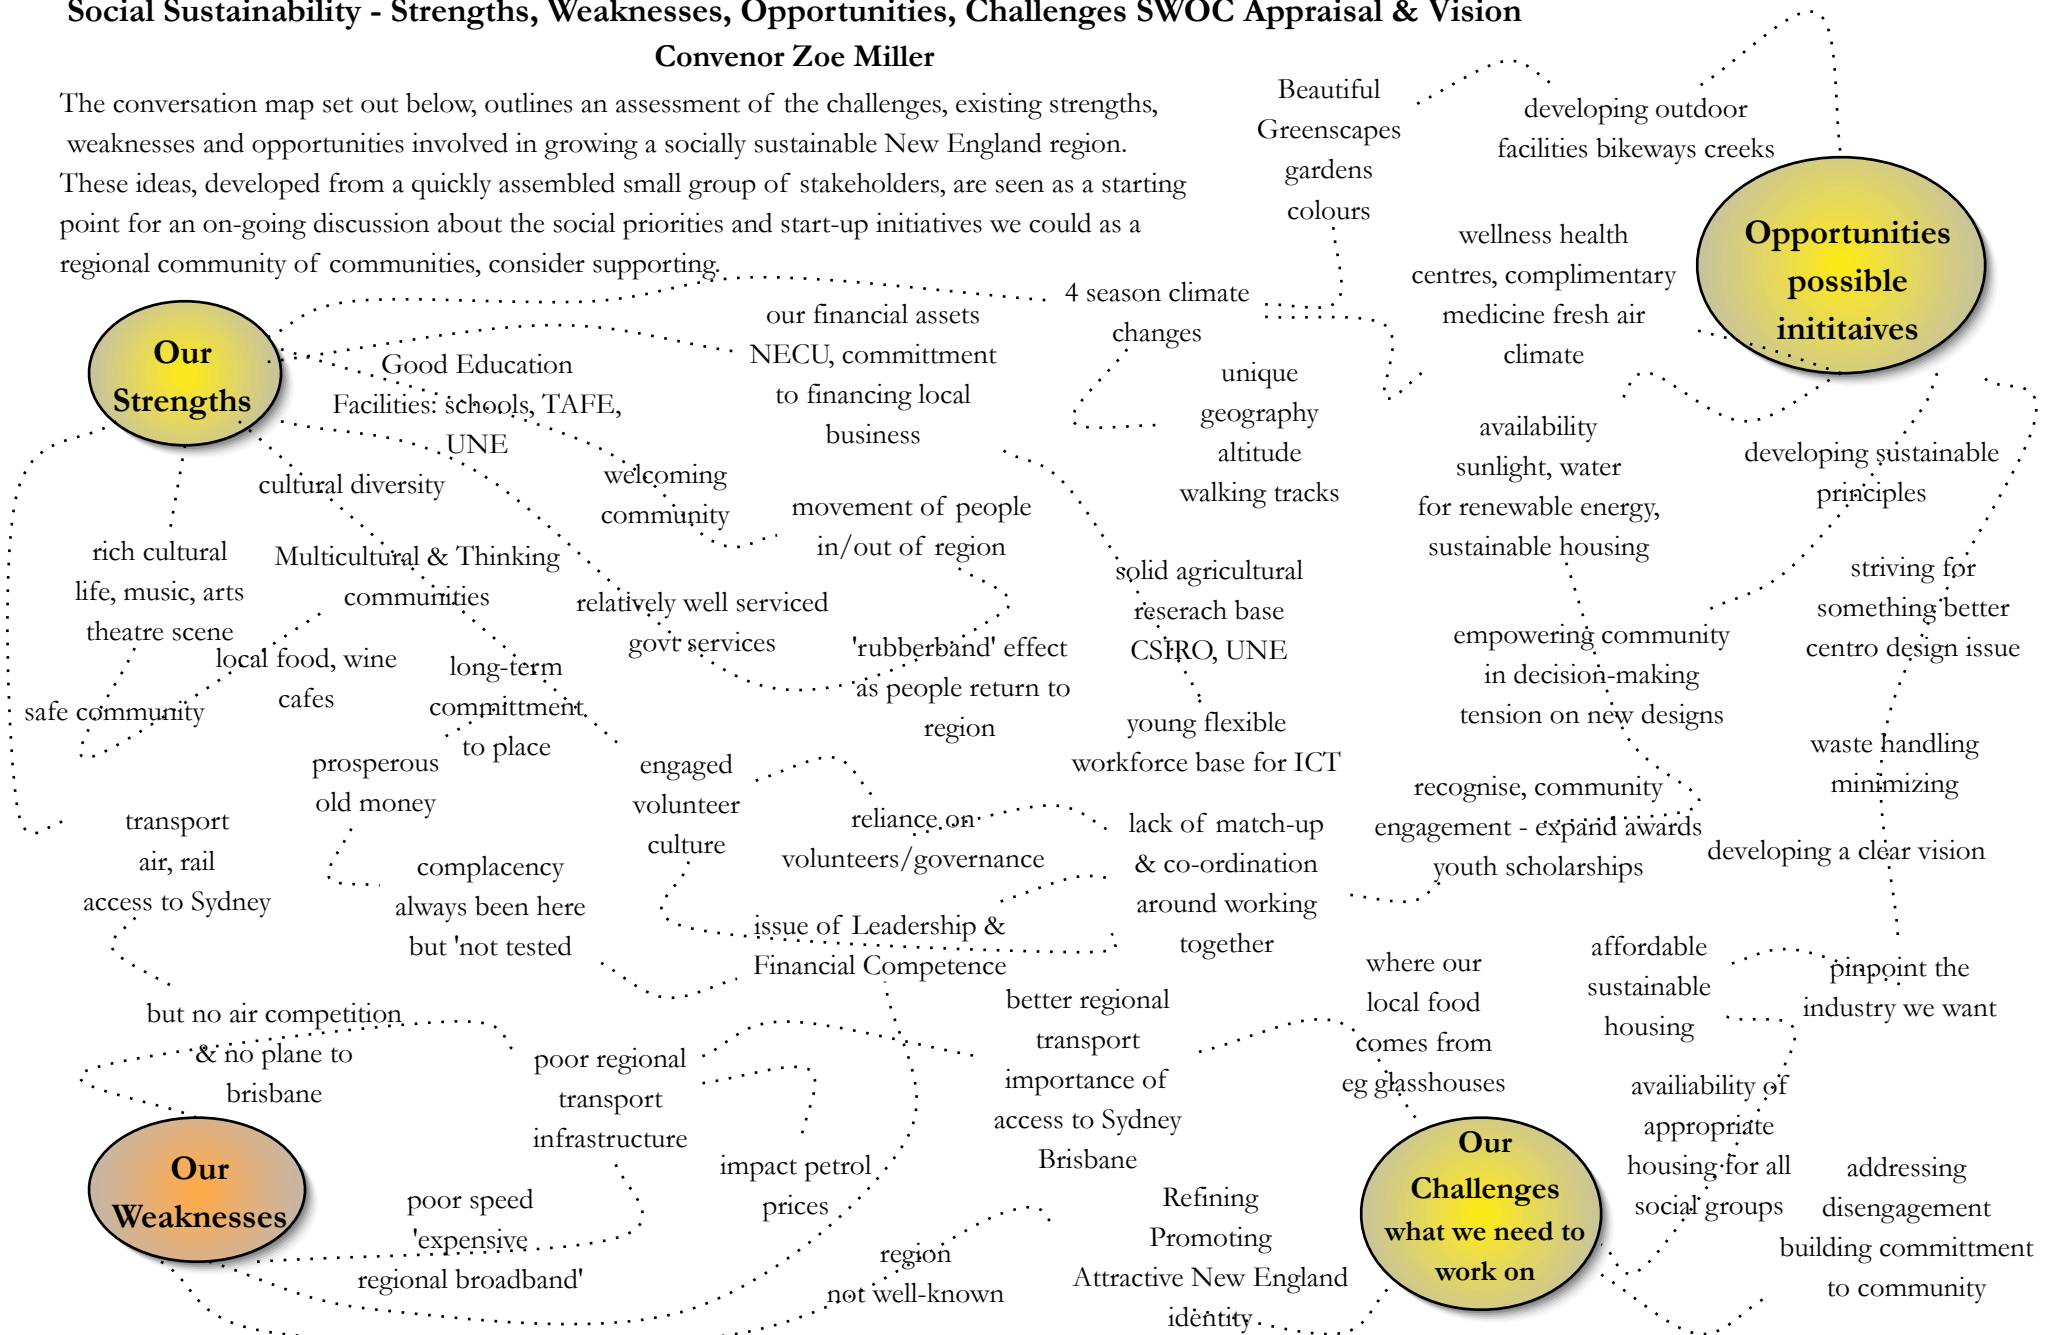 Social Sustainability - Strengths, Weaknesses, Opportunities, Challenges SWOC Appraisal & Vision
Convenor Zoe Miller
The conversation map set out below, outlines an assessment of the challenges, existing strengths,
weaknesses and opportunities involved in growing a socially sustainable New England region.
These ideas, developed from a quickly assembled small group of stakeholders, are seen as a starting
point for an on-going discussion about the social priorities and start-up initiatives we could as a
regional community of communities, consider supporting.
Beautiful
Greenscapes
gardens
colours
developing outdoor
facilities bikeways creeks
Opportunities
possible
inititaives
wellness health
centres, complimentary
medicine fresh air
climate
4 season climate
changes
our financial assets
NECU, committment
to financing local
business
Our
Strengths
Good Education
Facilities: schools, TAFE,
UNE
unique
geography
altitude
walking tracks
availability
sunlight, water
for renewable energy,
sustainable housing
developing sustainable
principles
cultural diversity
welcoming
community
movement of people
in/out of region
rich cultural
life, music, arts
theatre scene
Multicultural & Thinking
communities
relatively well serviced
govt services
'rubberband' effect
as people return to
region
solid agricultural
reserach base
CSIRO, UNE
striving for
something better
centro design issue
empowering community
in decision-making
tension on new designs
local food, wine
cafes
long-term
committment
to place
safe community
young flexible
workforce base for ICT
waste handling
minimizing
prosperous
old money
engaged
volunteer
culture
recognise, community
engagement - expand awards
youth scholarships
developing a clear vision
transport
air, rail
access to Sydney
reliance on
volunteers/governance
lack of match-up
& co-ordination
around working
together
complacency
always been here
but 'not tested
issue of Leadership &
Financial Competence
where our
local food
comes from
eg glasshouses
affordable
sustainable
housing
pinpoint the
industry we want
but no air competition
& no plane to
brisbane
poor regional
transport
infrastructure
better regional
transport
importance of
access to Sydney
Brisbane
availiability of
appropriate
housing for all
social groups
Our
Weaknesses
poor speed
'expensive
regional broadband'
impact petrol
prices
region
not well-known
Refining
Promoting
Attractive New England
identity
Our
Challenges
what we need to
work on
addressing
disengagement
building committment
to community